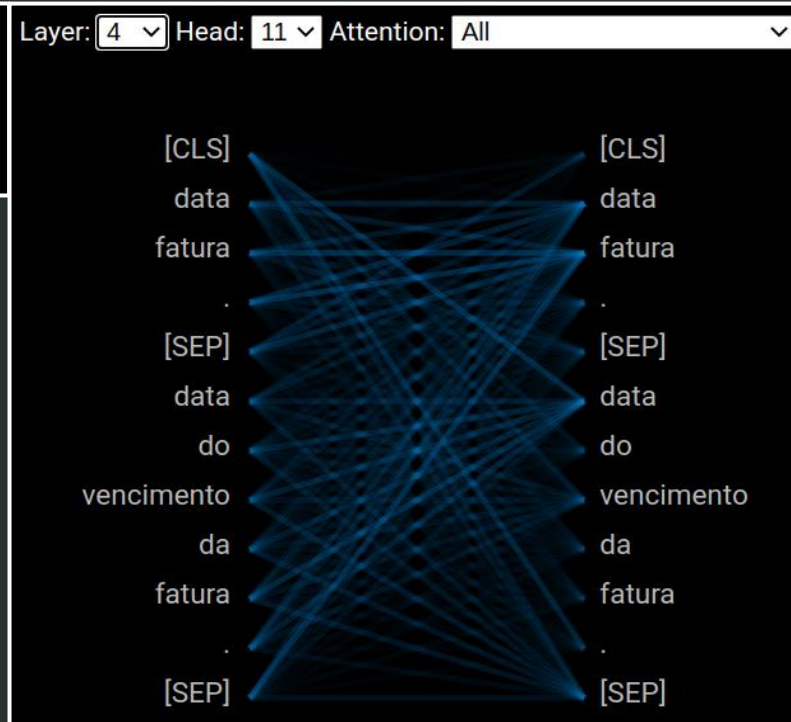 Layer: 4 Head: 11 Attention: All
[CLS] [CLS]
data data
fatura fatura
. .
[SEP] [SEP]
data data
do do
vencimento vencimento
da da
fatura fatura
. .
[SEP] [SEP]